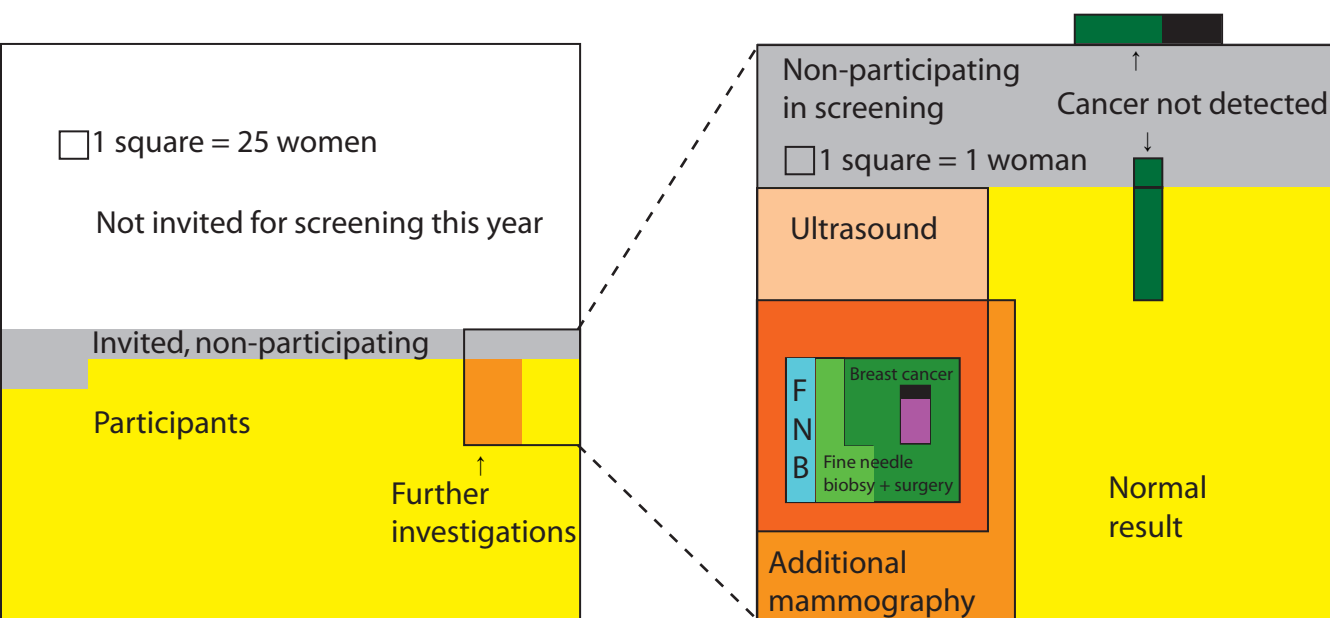 1 square = 25 women
Not invited for screening this year
Invited, non-participating
Participants
↑
Further
investigations
Non-participating
in screening
1 square = 1 woman
↑
Cancer not detected
↓
Ultrasound
F
N
B
Breast cancer
Fine needle
biobsy + surgery
Normal
result
Additional
mammography